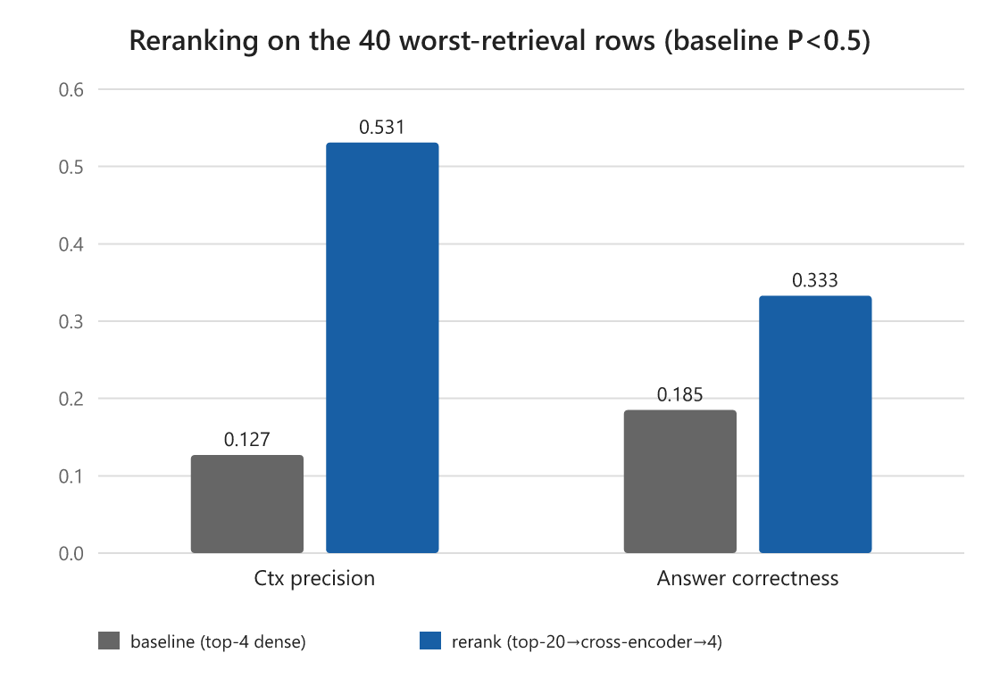 Reranking on the 40 worst-retrieval rows (baseline P<0.5)
0.6
0.5
0.4
0.3
0.2
0.1
0.0
0.127
0.531
0.185
0.333
Ctx precision
Answer correctness
baseline (top-4 dense)
rerank (top-20→cross-encoder→4)